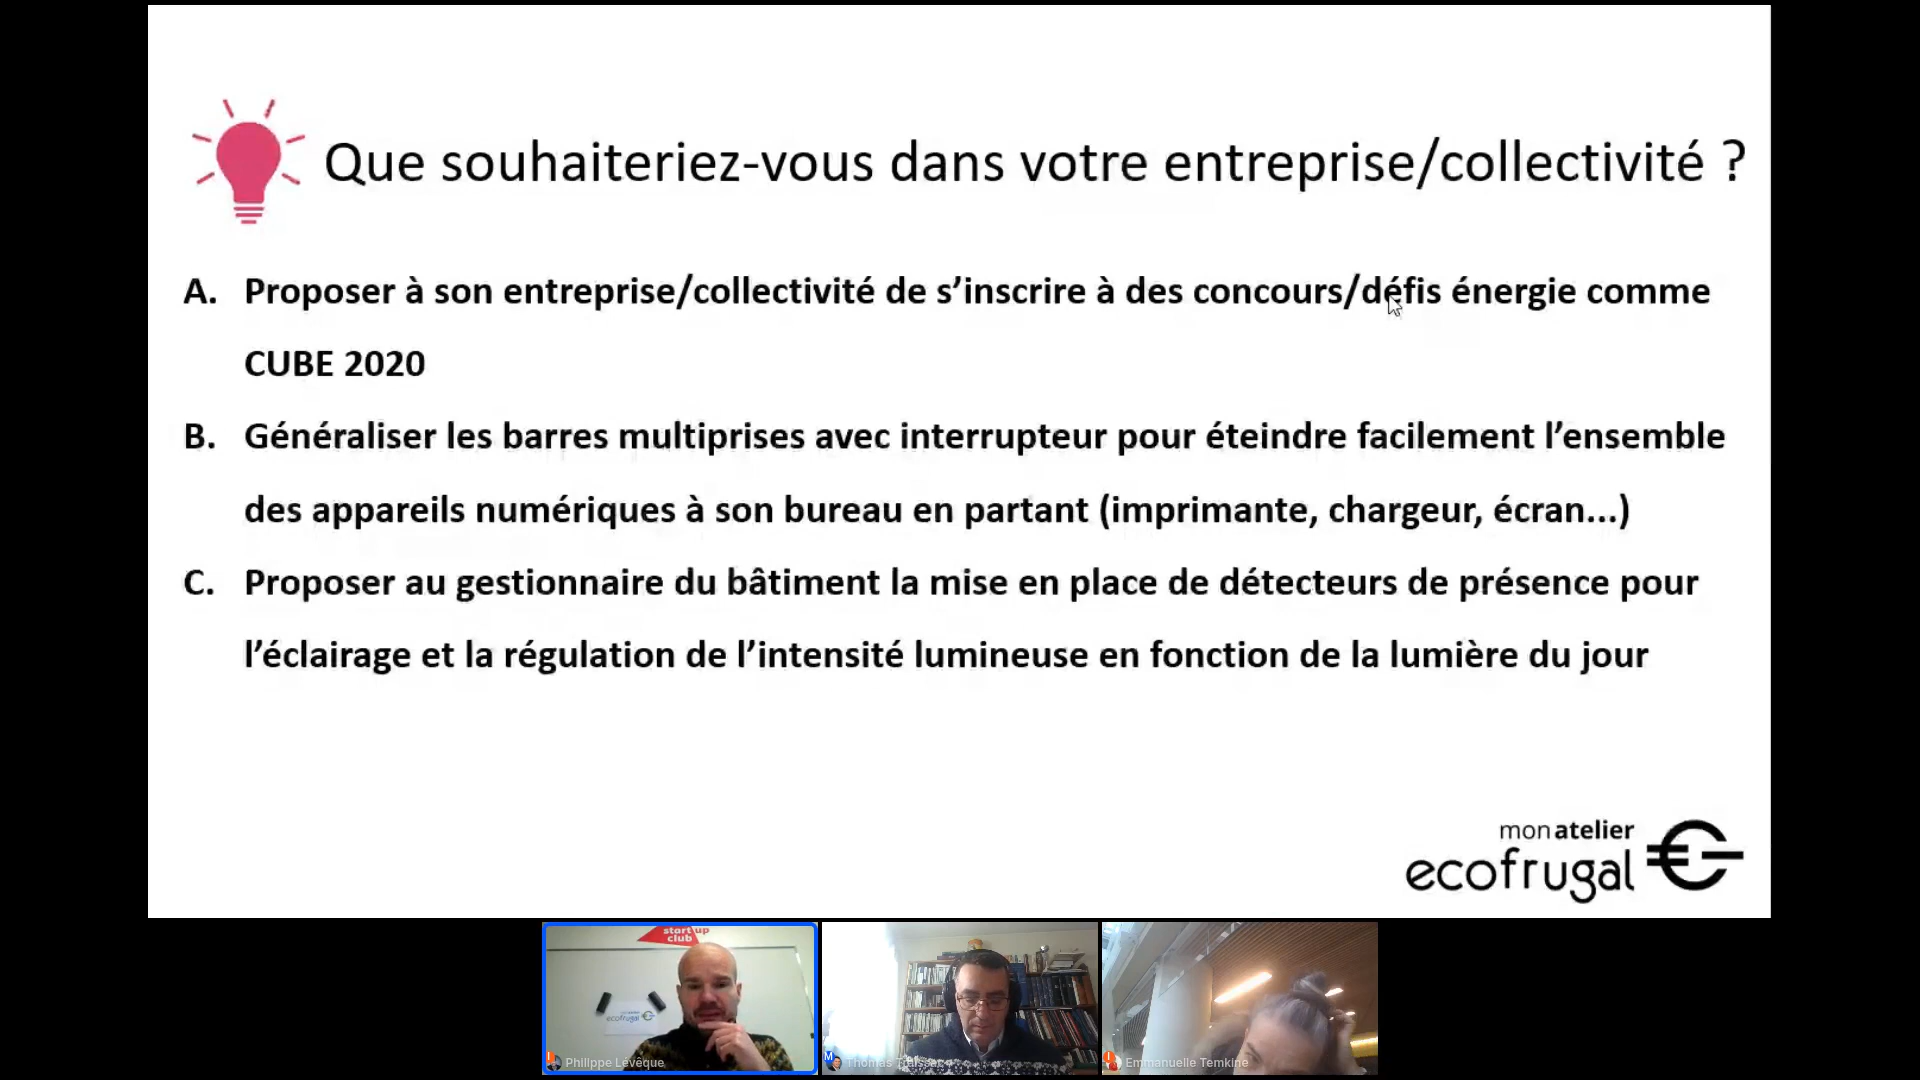 Que souhaiteriez-vous dans votre entreprise/collectivité ?
A. Proposer à son entreprise/collectivité de s’inscrire à des concours/défis énergie comme
CUBE 2020
B. Généraliser les barres multiprises avec interrupteur pour éteindre facilement l’ensemble
des appareils numériques à son bureau en partant (imprimante, chargeur, écran...)
C. Proposer au gestionnaire du bâtiment la mise en place de détecteurs de présence pour
l’éclairage et la régulation de l’intensité lumineuse en fonction de la lumière du jour
mon atelier
ecofrugal
start up
club
ecofrugal
Philippe Lévêque
Thomas
Emmanuelle Temkine